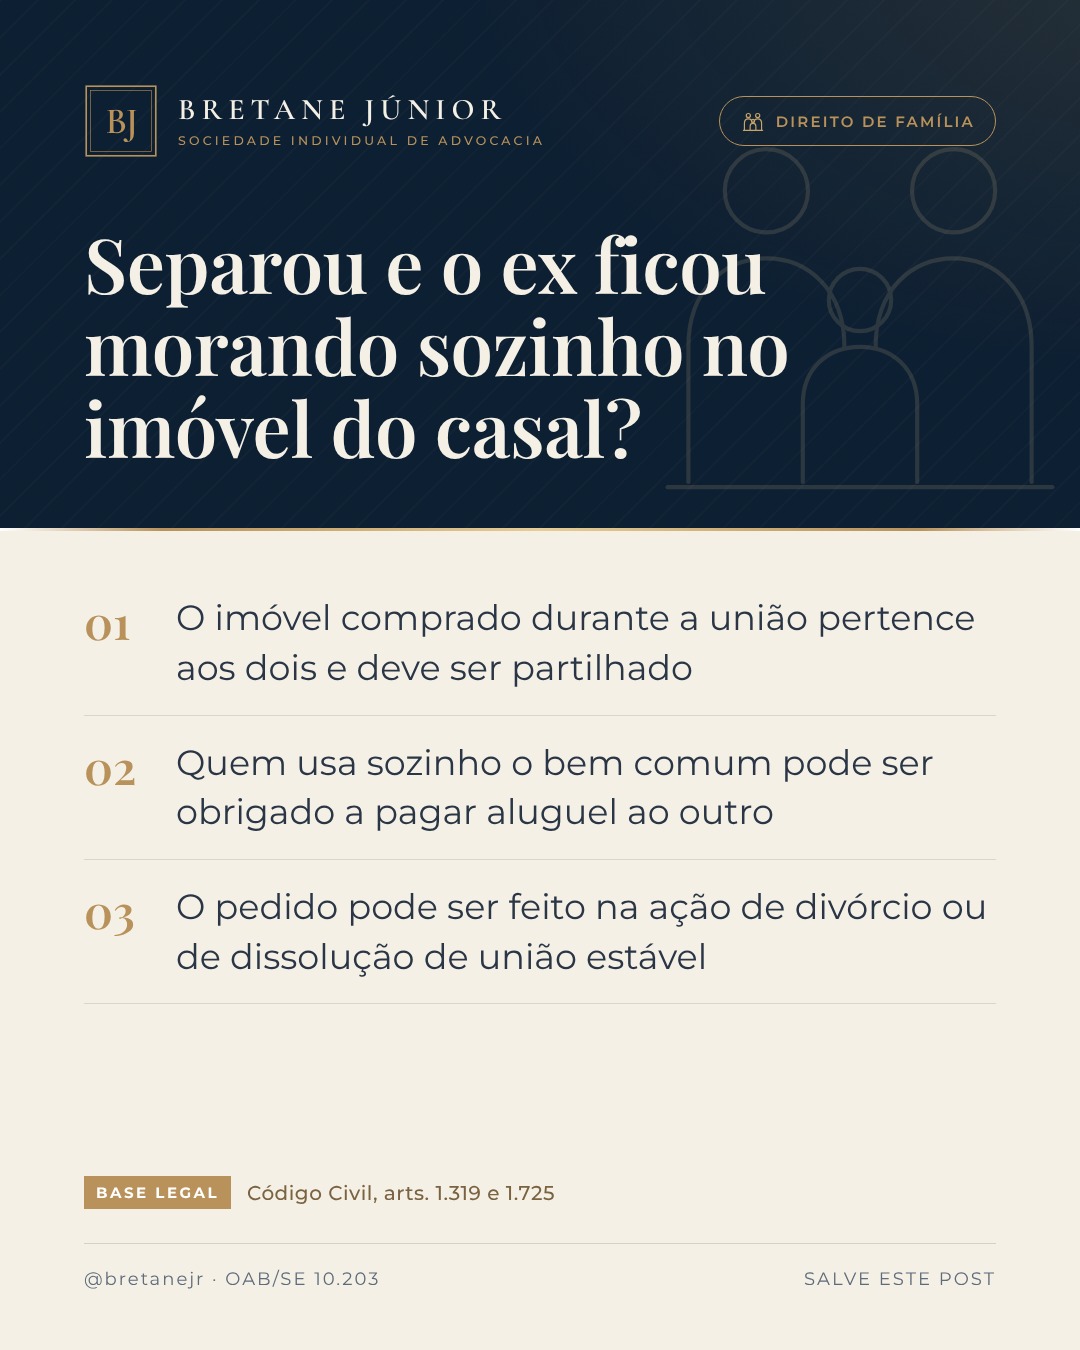 BJ
BRETANE JÚNIOR
SOCIEDADE INDIVIDUAL DE ADVOCACIA
DIREITO DE FAMÍLIA
Separou e o ex ficou
morando sozinho no
imóvel do casal?
01
O imóvel comprado durante a união pertence
aos dois e deve ser partilhado
02
Quem usa sozinho o bem comum pode ser
obrigado a pagar aluguel ao outro
03
O pedido pode ser feito na ação de divórcio ou
de dissolução de união estável
BASE LEGAL Código Civil, arts. 1.319 e 1.725
@bretanejr · OAB/SE 10.203
SALVE ESTE POST